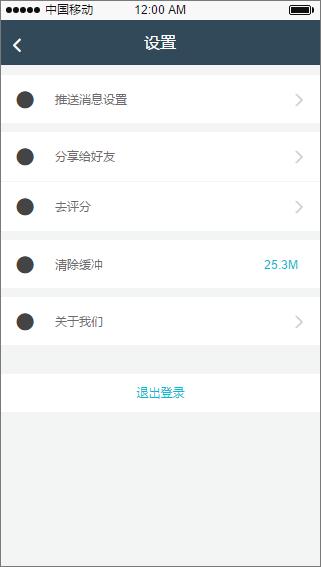 中国移动 12:00 AM
设置
推送消息设置
分享给好友
去评分
清除缓冲 25.3M
关于我们
退出登录